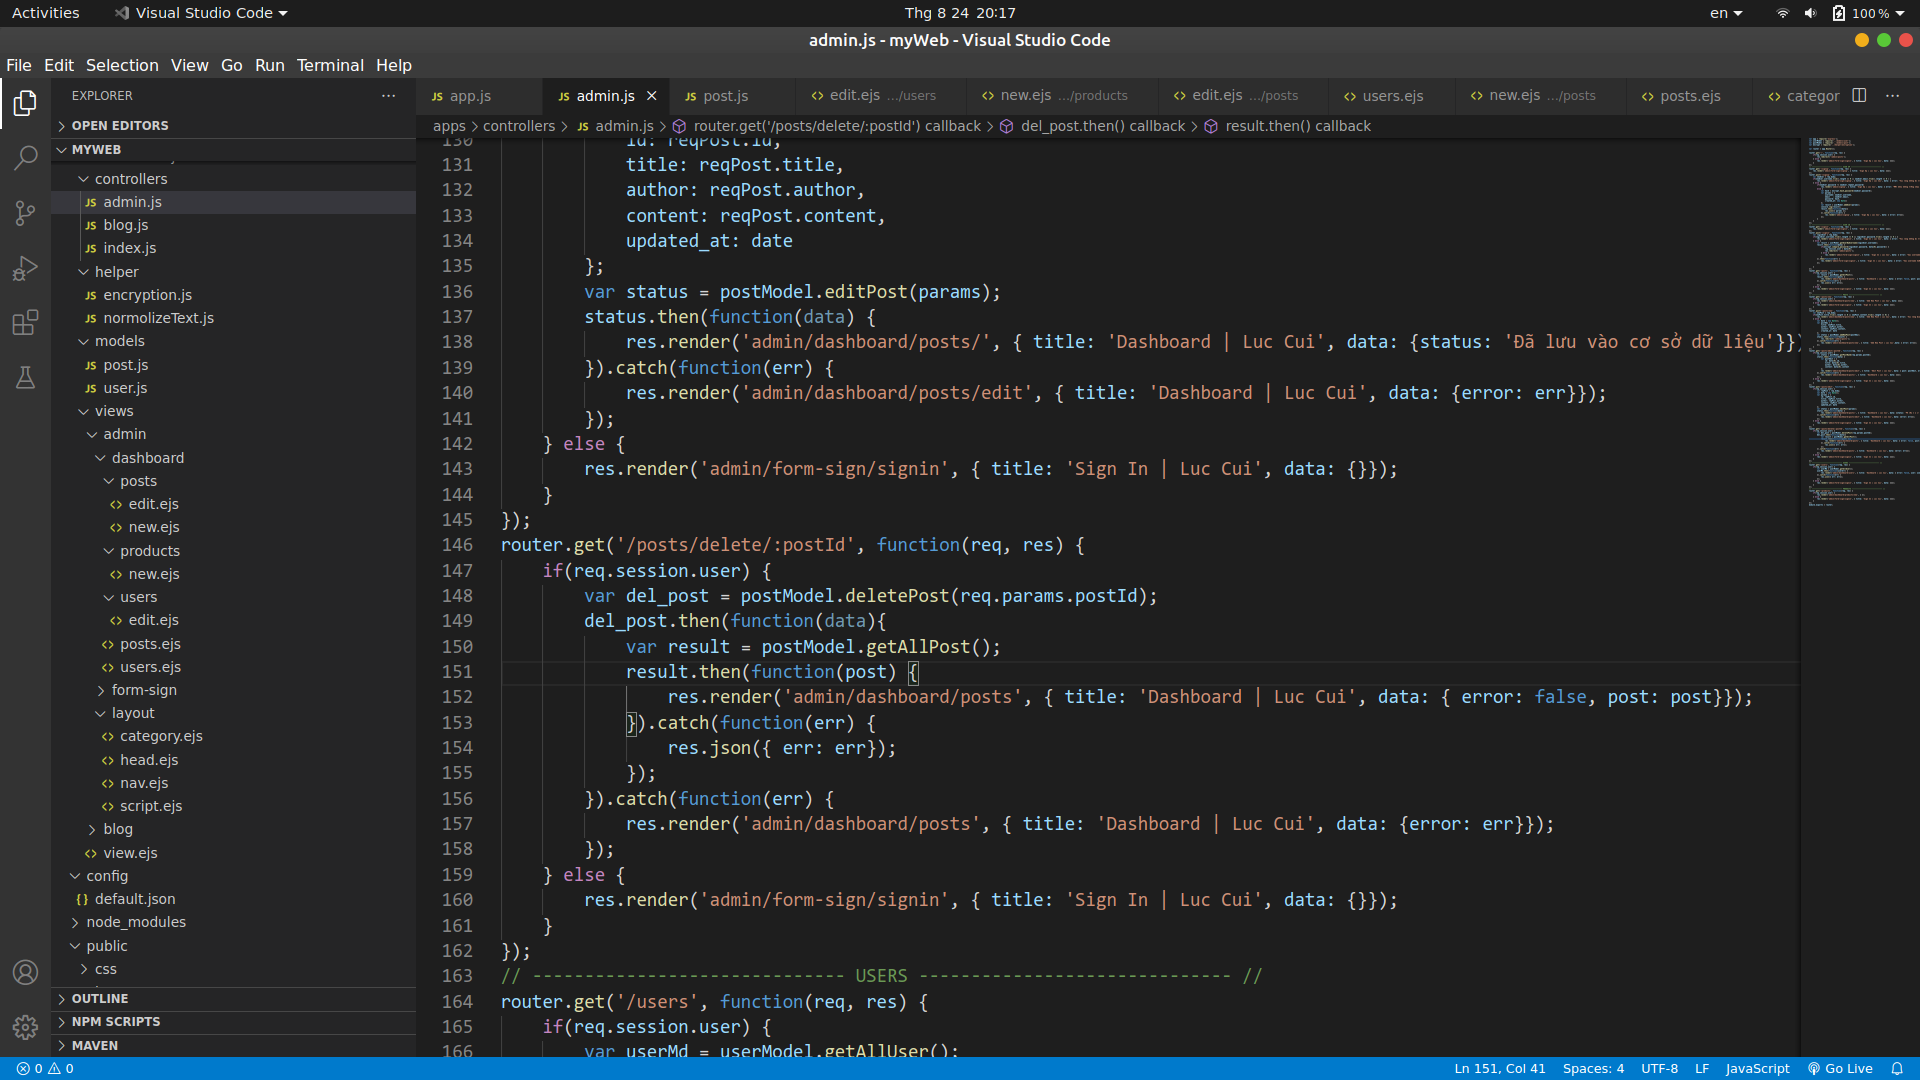 Activities Visual Studio Code Thg 8 24 20:17 en 100 %
admin.js - myWeb - Visual Studio Code
File Edit Selection View Go Run Terminal Help
EXPLORER ···
OPEN EDITORS
MYWEB
controllers
admin.js
blog.js
index.js
helper
encryption.js
normolizeText.js
models
post.js
user.js
views
admin
dashboard
posts
edit.ejs
new.ejs
products
new.ejs
users
edit.ejs
posts.ejs
users.ejs
form-sign
layout
category.ejs
head.ejs
nav.ejs
script.ejs
blog
view.ejs
config
default.json
node_modules
public
css
OUTLINE
NPM SCRIPTS
MAVEN
JS app.js JS admin.js JS post.js edit.ejs .../users new.ejs .../products edit.ejs .../posts users.ejs new.ejs .../posts posts.ejs categor ···
apps > controllers > JS admin.js > router.get('/posts/delete/:postId') callback > del_post.then() callback > result.then() callback
130 id: reqPost.id,
131 title: reqPost.title,
132 author: reqPost.author,
133 content: reqPost.content,
134 updated_at: date
135 };
136 var status = postModel.editPost(params);
137 status.then(function(data) {
138 res.render('admin/dashboard/posts/', { title: 'Dashboard | Luc Cui', data: {status: 'Đã lưu vào cơ sở dữ liệu'}})
139 }).catch(function(err) {
140 res.render('admin/dashboard/posts/edit', { title: 'Dashboard | Luc Cui', data: {error: err}});
141 });
142 } else {
143 res.render('admin/form-sign/signin', { title: 'Sign In | Luc Cui', data: {}});
144 }
145 });
146 router.get('/posts/delete/:postId', function(req, res) {
147 if(req.session.user) {
148 var del_post = postModel.deletePost(req.params.postId);
149 del_post.then(function(data){
150 var result = postModel.getAllPost();
151 result.then(function(post) {
152 res.render('admin/dashboard/posts', { title: 'Dashboard | Luc Cui', data: { error: false, post: post}});
153 }).catch(function(err) {
154 res.json({ err: err});
155 });
156 }).catch(function(err) {
157 res.render('admin/dashboard/posts', { title: 'Dashboard | Luc Cui', data: {error: err}});
158 });
159 } else {
160 res.render('admin/form-sign/signin', { title: 'Sign In | Luc Cui', data: {}});
161 }
162 });
163 // ------------------------------ USERS ------------------------------ //
164 router.get('/users', function(req, res) {
165 if(req.session.user) {
166 var userMd = userModel.getAllUser();
0 0 Ln 151, Col 41 Spaces: 4 UTF-8 LF JavaScript Go Live